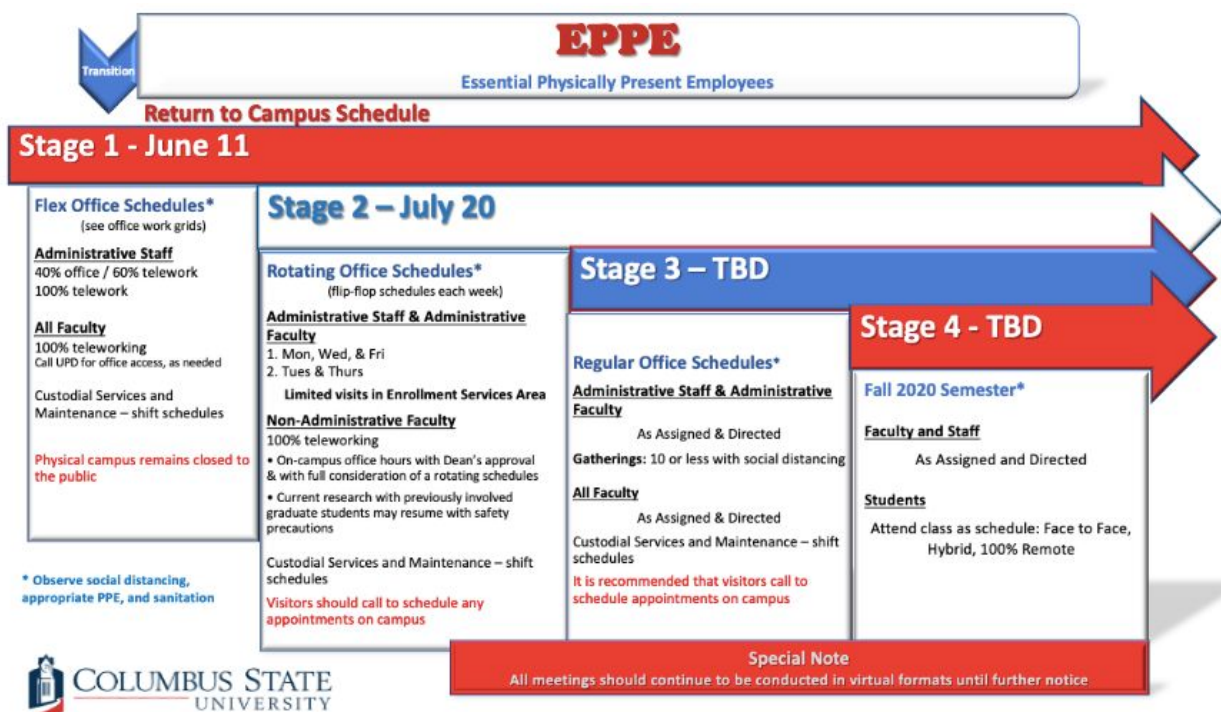 EPPE
Transition
Essential Physically Present Employees
Return to Campus Schedule
Stage 1 - June 11
Flex Office Schedules*
(see office work grids)
Administrative Staff
40% office / 60% telework
100% telework
All Faculty
100% teleworking
Call UPD for office access, as needed
Custodial Services and
Maintenance – shift schedules
Physical campus remains closed to
the public
* Observe social distancing,
appropriate PPE, and sanitation
Stage 2 – July 20
Rotating Office Schedules*
(flip-flop schedules each week)
Administrative Staff & Administrative
Faculty
1. Mon, Wed, & Fri
2. Tues & Thurs
Limited visits in Enrollment Services Area
Non-Administrative Faculty
100% teleworking
• On-campus office hours with Dean's approval
& with full consideration of a rotating schedules
• Current research with previously involved
graduate students may resume with safety
precautions
Custodial Services and Maintenance – shift
schedules
Visitors should call to schedule any
appointments on campus
Stage 3 – TBD
Regular Office Schedules*
Administrative Staff & Administrative
Faculty
As Assigned & Directed
Gatherings: 10 or less with social distancing
All Faculty
As Assigned & Directed
Custodial Services and Maintenance – shift
schedules
It is recommended that visitors call to
schedule appointments on campus
Stage 4 - TBD
Fall 2020 Semester*
Faculty and Staff
As Assigned and Directed
Students
Attend class as schedule: Face to Face,
Hybrid, 100% Remote
Special Note
All meetings should continue to be conducted in virtual formats until further notice
COLUMBUS STATE
UNIVERSITY